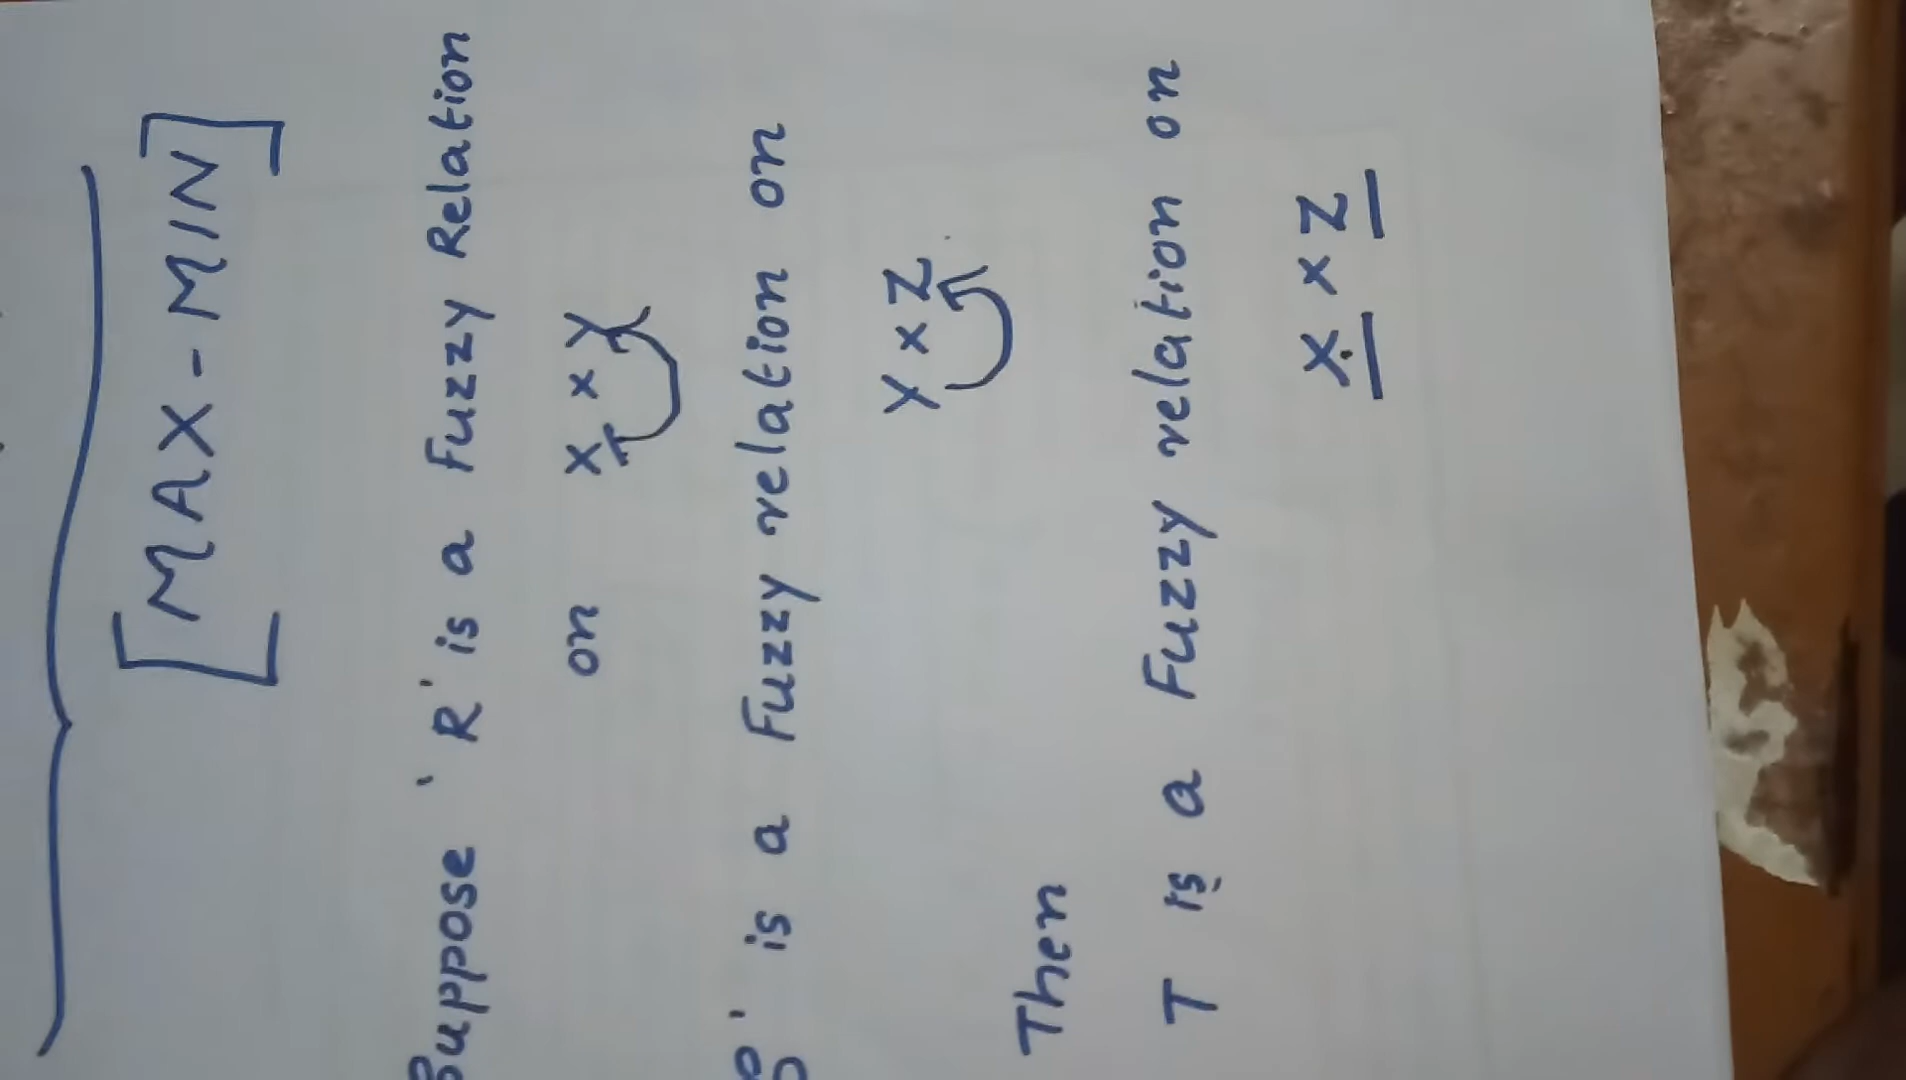 [MAX-MIN]
Suppose 'R' is a Fuzzy Relation
on X × Y
S' is a Fuzzy relation on
Y × Z
Then
T is a Fuzzy relation on
X × Z